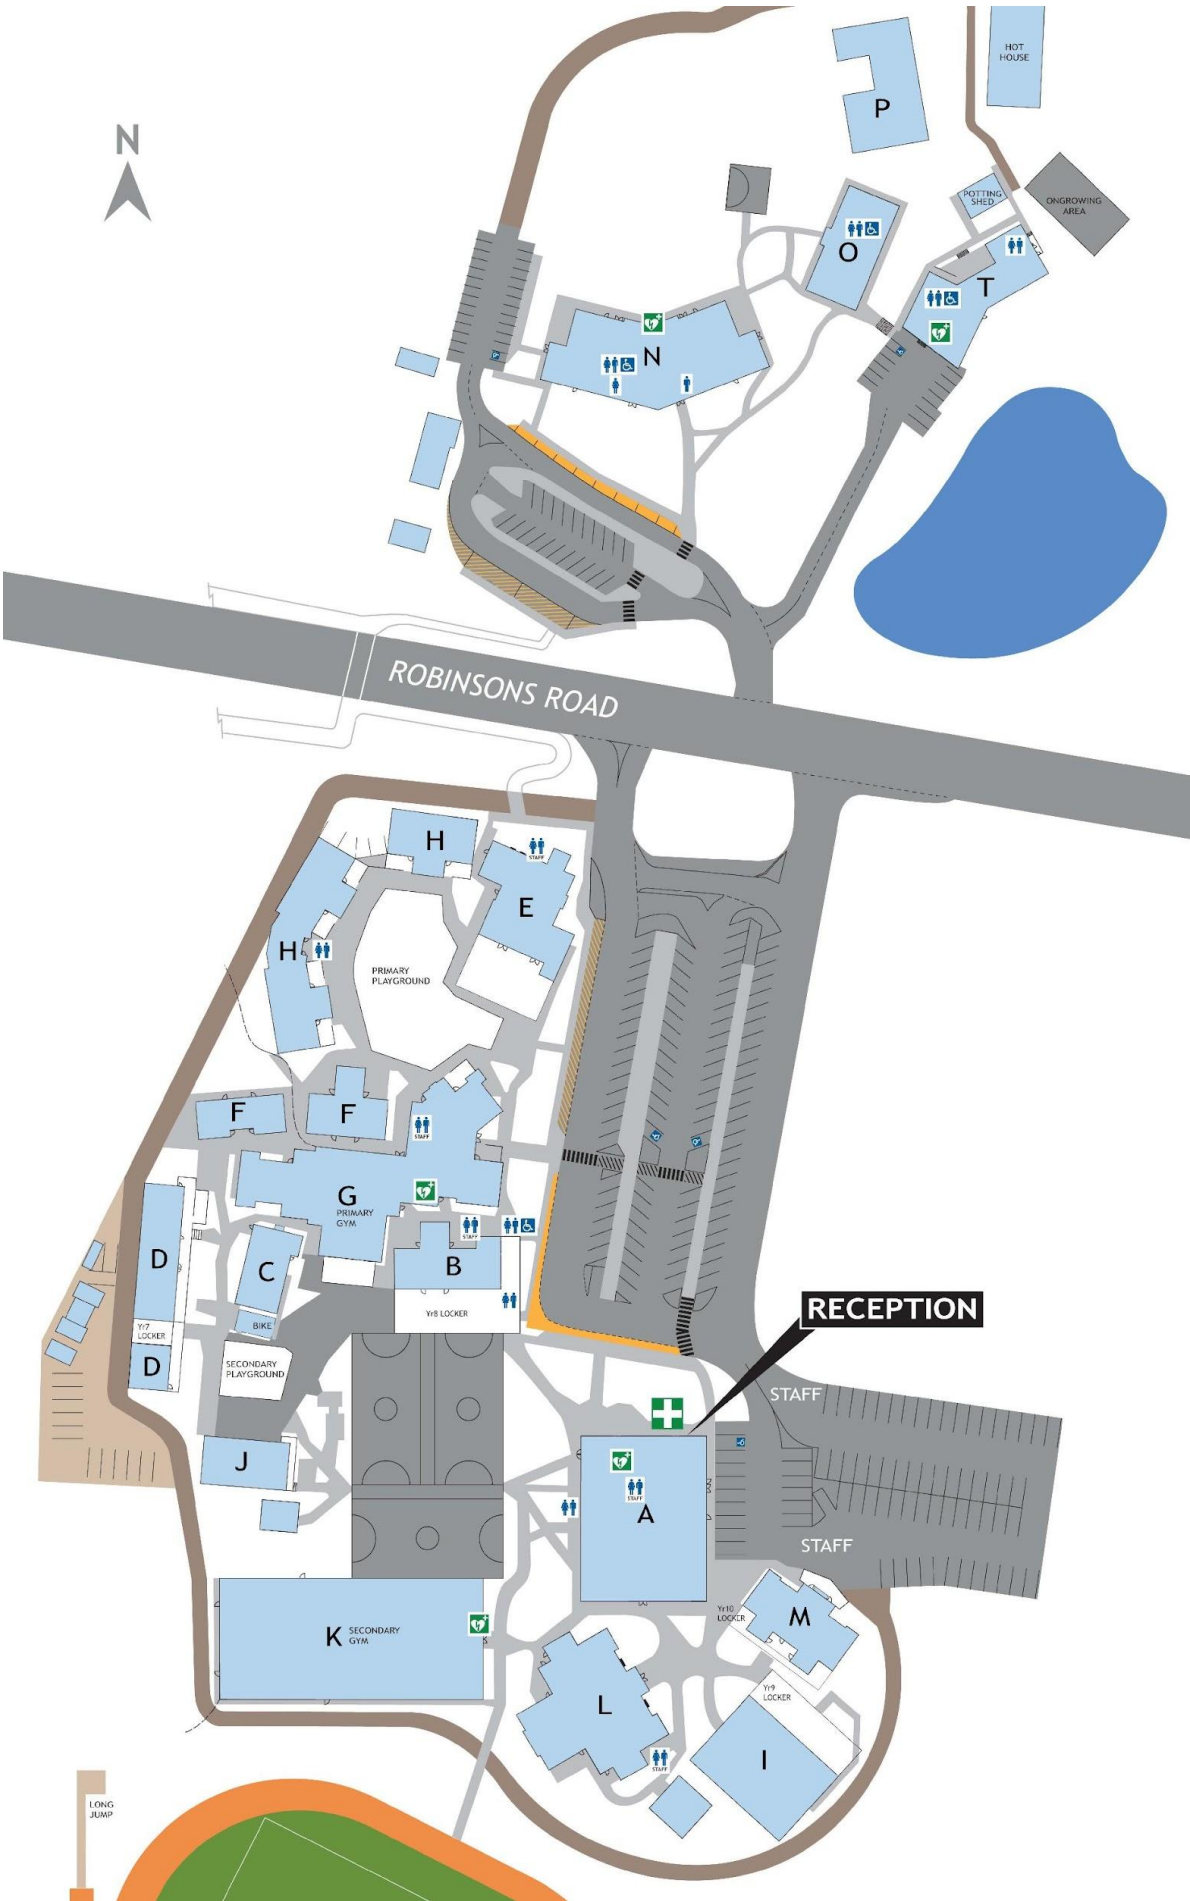 HOT
HOUSE
P
N
POTTING
SHED
ONGROWING
AREA
O
T
N
ROBINSONS ROAD
H
STAFF
E
H
PRIMARY
PLAYGROUND
F
F
STAFF
G
PRIMARY
GYM
STAFF
D
C
B
Yr8 LOCKER
BIKE
Yr7
LOCKER
D
SECONDARY
PLAYGROUND
RECEPTION
STAFF
J
STAFF
A
STAFF
K
SECONDARY
GYM
Yr10
LOCKER
M
L
Yr9
LOCKER
STAFF
I
LONG
JUMP